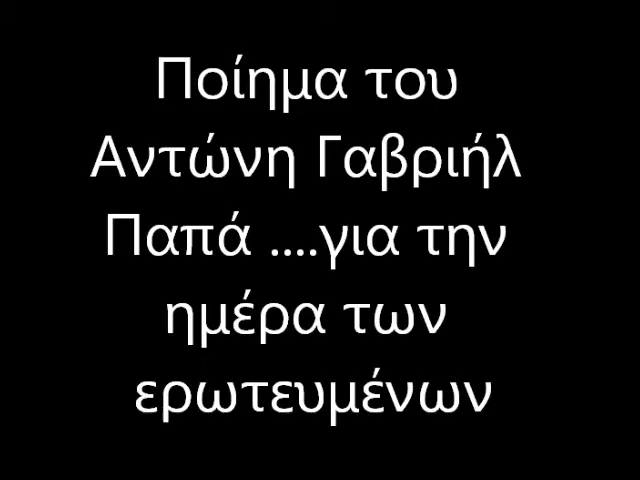 Ποίημα του
Αντώνη Γαβριήλ
Παπά ....για την
ημέρα των
ερωτευμένων